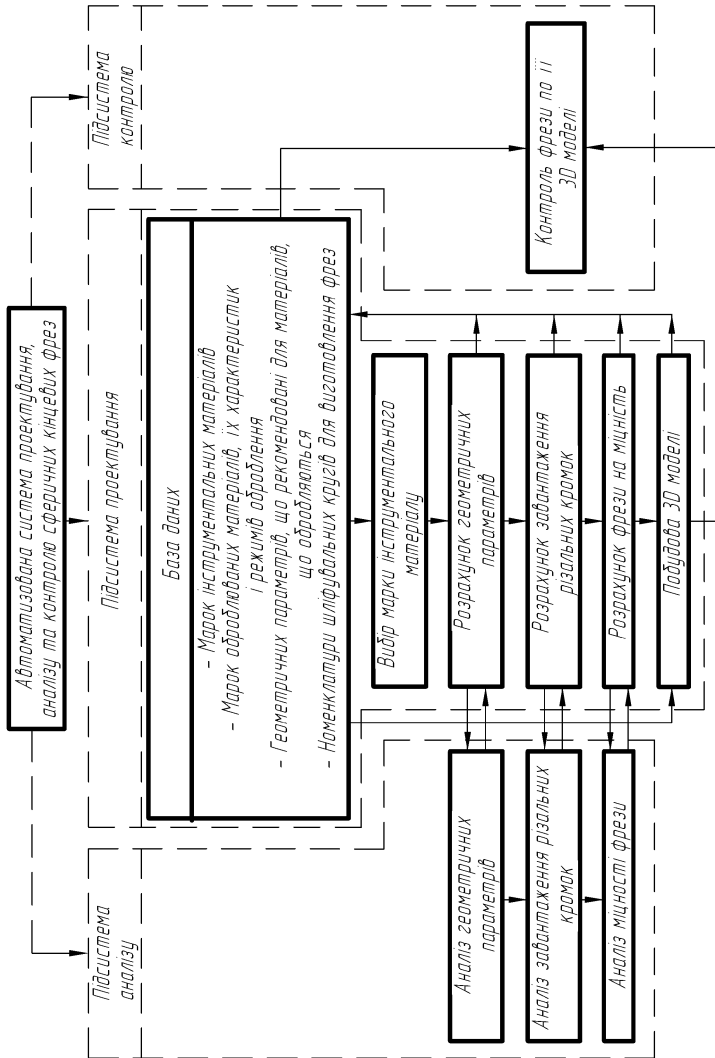 Автоматизована система проектування,
аналізу та контролю сферичних кінцевих фрез
Підсистема
аналізу
Підсистема проектування
Підсистема
контролю
База даних
- Марок інструментальних матеріалів
- Марок оброблюваних матеріалів, їх характеристик
і режимів оброблення
- Геометричних параметрів, що рекомендовані для матеріалів,
що обробляються
- Номенклатури шліфувальних кругів для виготовлення фрез
Вибір марки інструментального
матеріалу
Аналіз геометричних
параметрів
Розрахунок геометричних
параметрів
Аналіз завантаження різальних
кромок
Розрахунок завантаження
різальних кромок
Контроль фрези по її
3D моделі
Аналіз міцності фрези
Розрахунок фрези на міцність
Побудова 3D моделі